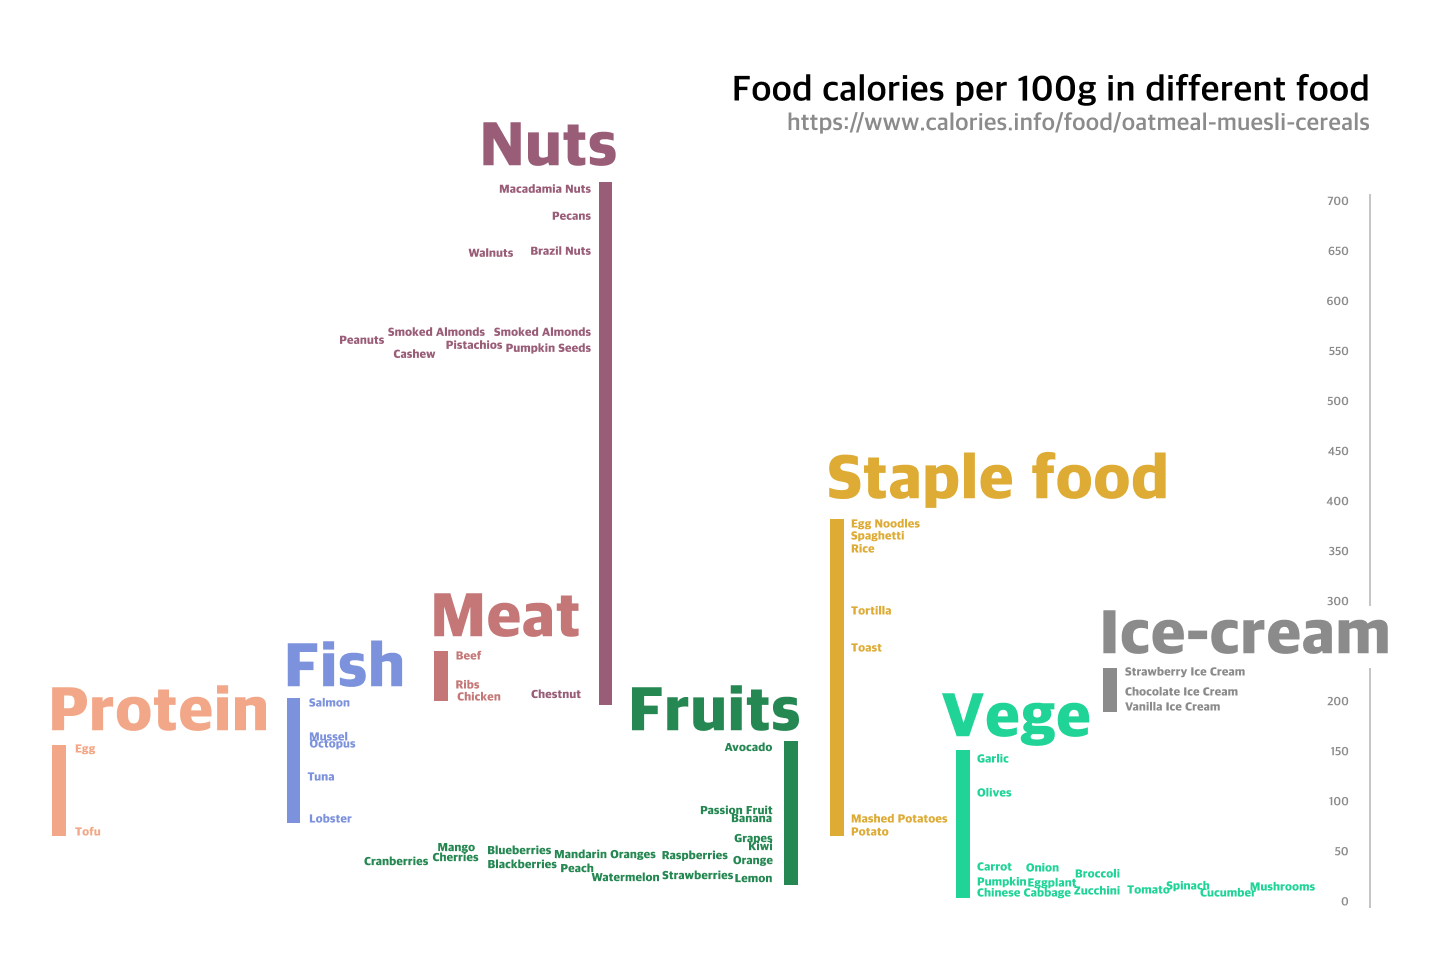 Food calories per 100g in different food
https://www.calories.info/food/oatmeal-muesli-cereals
Nuts
Macadamia Nuts
Pecans
Walnuts Brazil Nuts
Smoked Almonds Smoked Almonds
Peanuts Pistachios Pumpkin Seeds
Cashew
Chestnut
Staple food
Egg Noodles
Spaghetti
Rice
Tortilla
Toast
Mashed Potatoes
Potato
Meat
Beef
Ribs
Chicken
Fish
Salmon
Mussel
Octopus
Tuna
Lobster
Protein
Egg
Tofu
Fruits
Avocado
Passion Fruit
Banana
Grapes
Kiwi
Mango Blueberries Mandarin Oranges Raspberries
Cranberries Cherries Blackberries Peach Orange
Watermelon Strawberries Lemon
Vege
Garlic
Olives
Carrot Onion Broccoli
Pumpkin Eggplant Spinach Mushrooms
Chinese Cabbage Zucchini Tomato Cucumber
Ice-cream
Strawberry Ice Cream
Chocolate Ice Cream
Vanilla Ice Cream
700
650
600
550
500
450
400
350
300
200
150
100
50
0